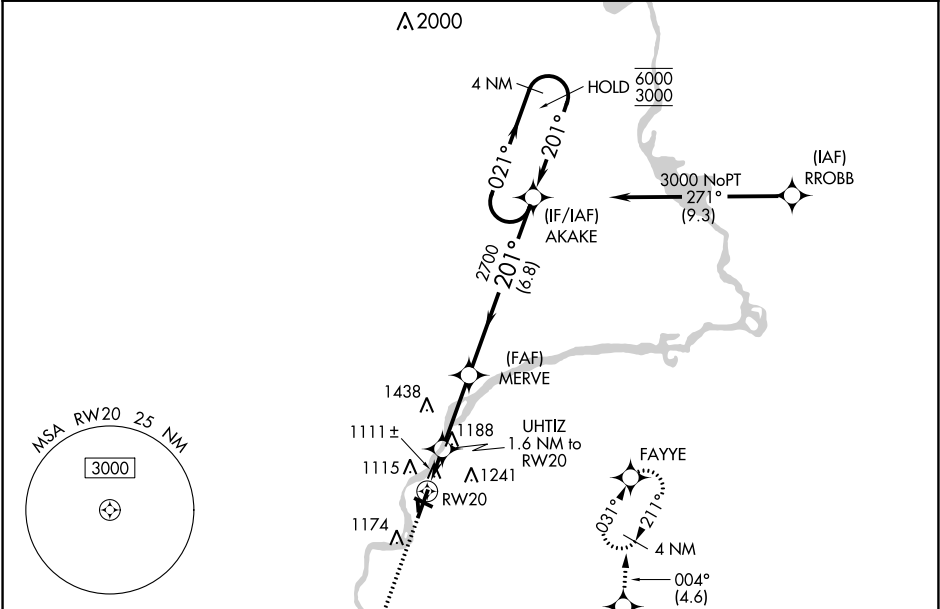 2000
4 NM
HOLD
6000
3000
201°
021°
(IAF)
RROBB
3000 NoPT
271°
(9.3)
(IF/IAF)
AKAKE
2700
201°
(6.8)
(FAF)
MERVE
1438
1188
UHTIZ
1.6 NM to
RW20
1111 ±
1115
1241
RW20
1174
MSA RW20 25 NM
3000
FAYYE
031°
211°
4 NM
004°
(4.6)